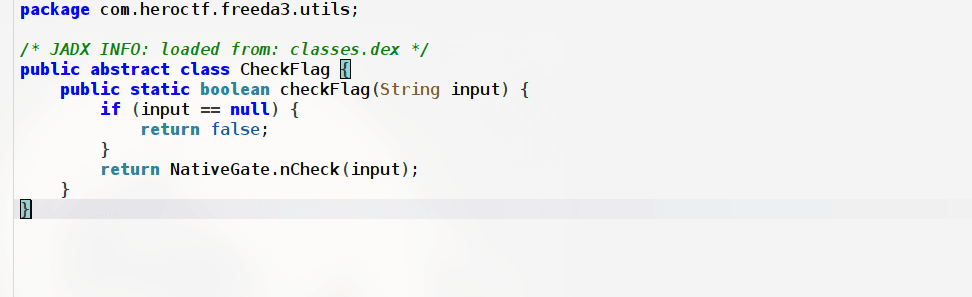 package com.heroctf.freeda3.utils;

/* JADX INFO: loaded from: classes.dex */
public abstract class CheckFlag {
    public static boolean checkFlag(String input) {
        if (input == null) {
            return false;
        }
        return NativeGate.nCheck(input);
    }
}